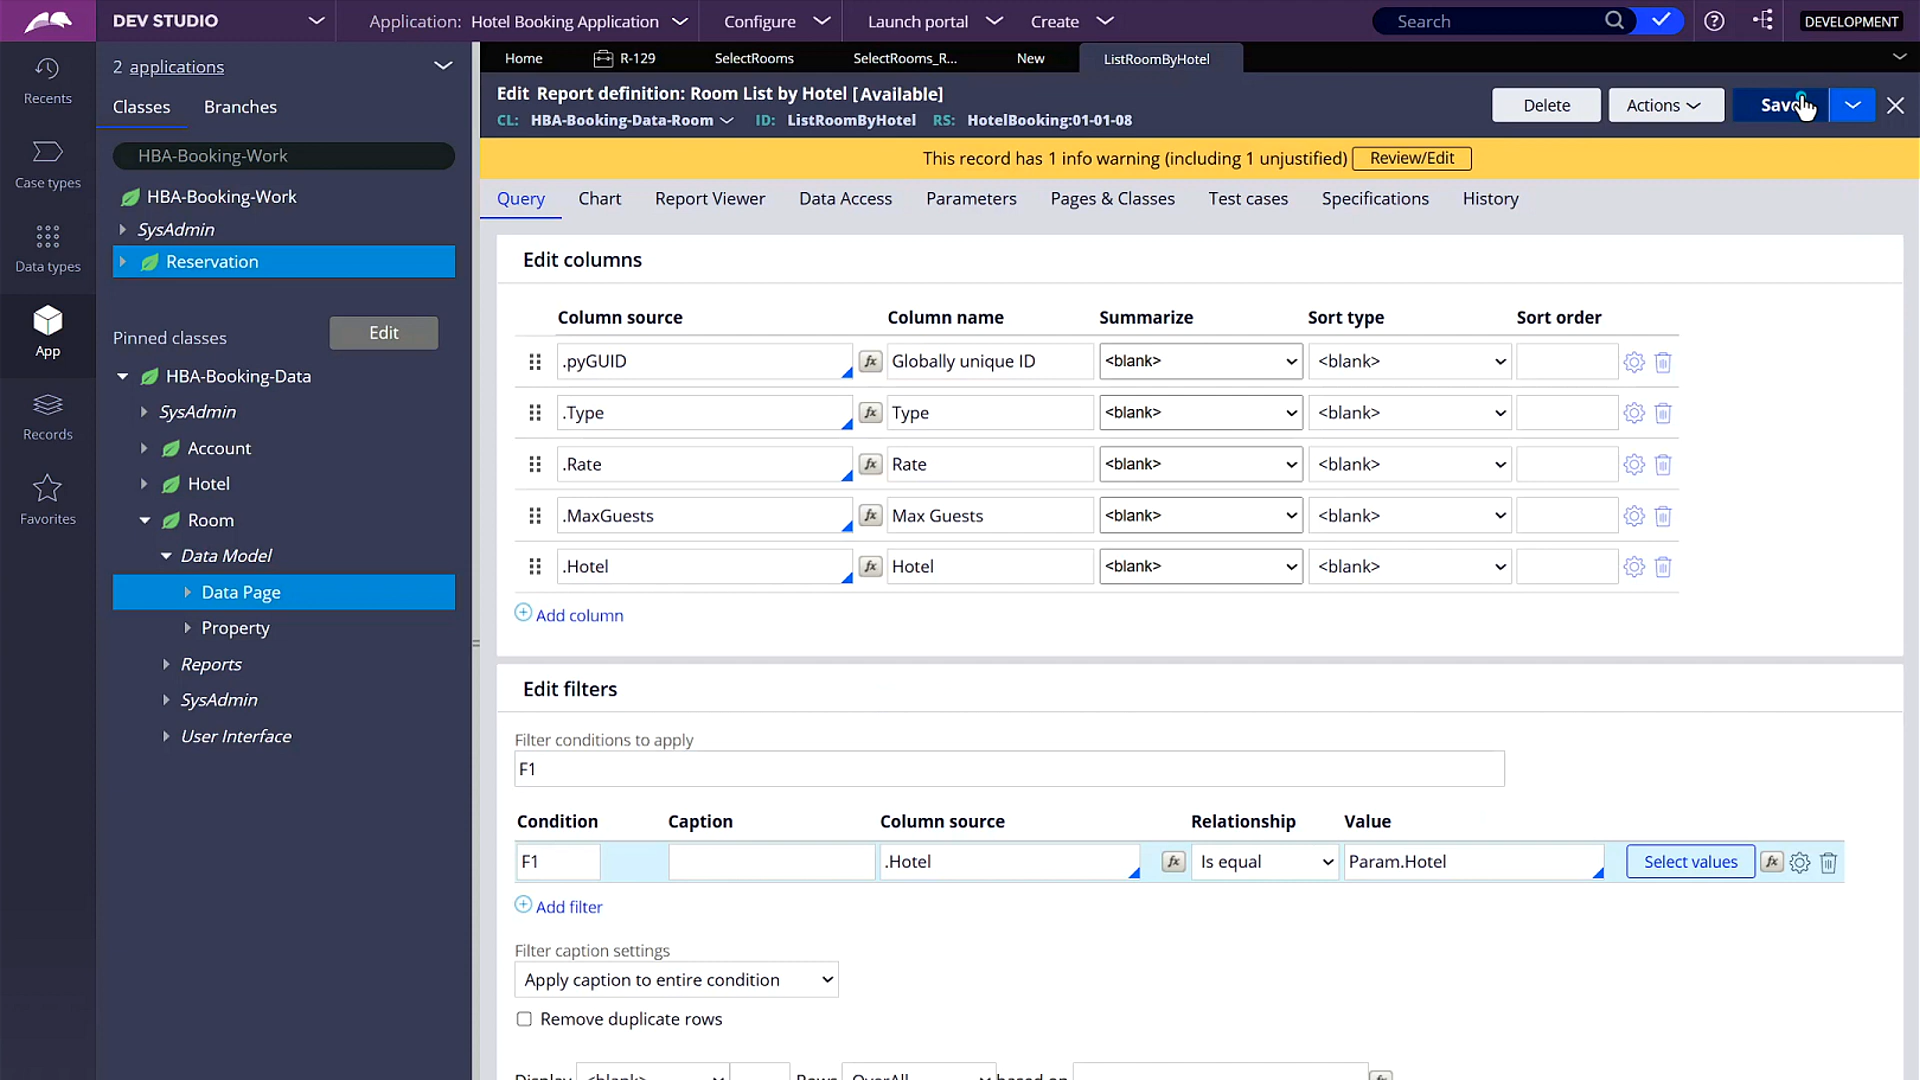 DEV STUDIO
Application: Hotel Booking Application
Configure
Launch portal
Create
Search
DEVELOPMENT
Recents
Case types
Data types
App
Records
Favorites
2 applications
Classes
Branches
HBA-Booking-Work
HBA-Booking-Work
SysAdmin
Reservation
Pinned classes
Edit
HBA-Booking-Data
SysAdmin
Account
Hotel
Room
Data Model
Data Page
Property
Reports
SysAdmin
User Interface
Home
R-129
SelectRooms
SelectRooms_R...
New
ListRoomByHotel
Edit Report definition: Room List by Hotel [Available]
CL: HBA-Booking-Data-Room ID: ListRoomByHotel RS: HotelBooking:01-01-08
Delete
Actions
Save
This record has 1 info warning (including 1 unjustified) Review/Edit
Query
Chart
Report Viewer
Data Access
Parameters
Pages & Classes
Test cases
Specifications
History
Edit columns
Column source Column name Summarize Sort type Sort order
.pyGUID fx Globally unique ID <blank> <blank>
.Type fx Type <blank> <blank>
.Rate fx Rate <blank> <blank>
.MaxGuests fx Max Guests <blank> <blank>
.Hotel fx Hotel <blank> <blank>
Add column
Edit filters
Filter conditions to apply
F1
Condition Caption Column source Relationship Value
F1 .Hotel fx Is equal Param.Hotel Select values fx
Add filter
Filter caption settings
Apply caption to entire condition
Remove duplicate rows
Display <blank> Rows OverAll based on fx